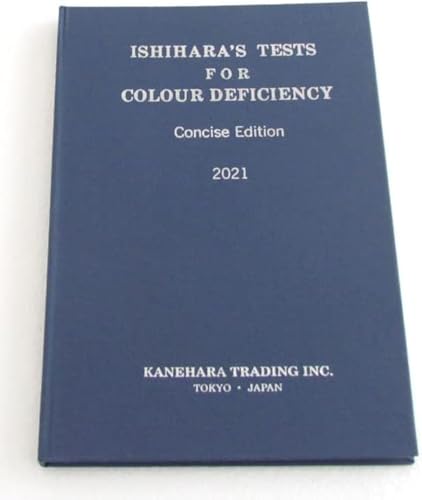 ISHIHARA'S TESTS
FOR
COLOUR DEFICIENCY
Concise Edition
2021
KANEHARA TRADING INC.
TOKYO・JAPAN